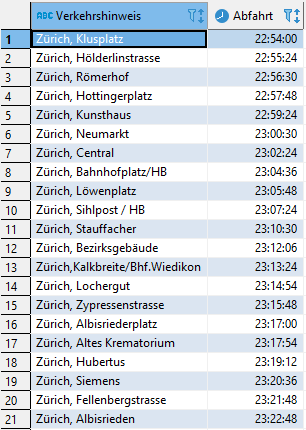 ABC Verkehrshinweis Abfahrt
1 Zürich, Klusplatz 22:54:00
2 Zürich, Hölderlinstrasse 22:55:24
3 Zürich, Römerhof 22:56:30
4 Zürich, Hottingerplatz 22:57:48
5 Zürich, Kunsthaus 22:59:24
6 Zürich, Neumarkt 23:00:30
7 Zürich, Central 23:02:24
8 Zürich, Bahnhofplatz/HB 23:04:36
9 Zürich, Löwenplatz 23:05:48
10 Zürich, Sihlpost / HB 23:07:24
11 Zürich, Stauffacher 23:10:30
12 Zürich, Bezirksgebäude 23:12:06
13 Zürich,Kalkbreite/Bhf.Wiedikon 23:13:24
14 Zürich, Lochergut 23:14:54
15 Zürich, Zypressenstrasse 23:15:48
16 Zürich, Albisriederplatz 23:17:00
17 Zürich, Altes Krematorium 23:17:54
18 Zürich, Hubertus 23:19:12
19 Zürich, Siemens 23:20:36
20 Zürich, Fellenbergstrasse 23:21:48
21 Zürich, Albisrieden 23:22:48